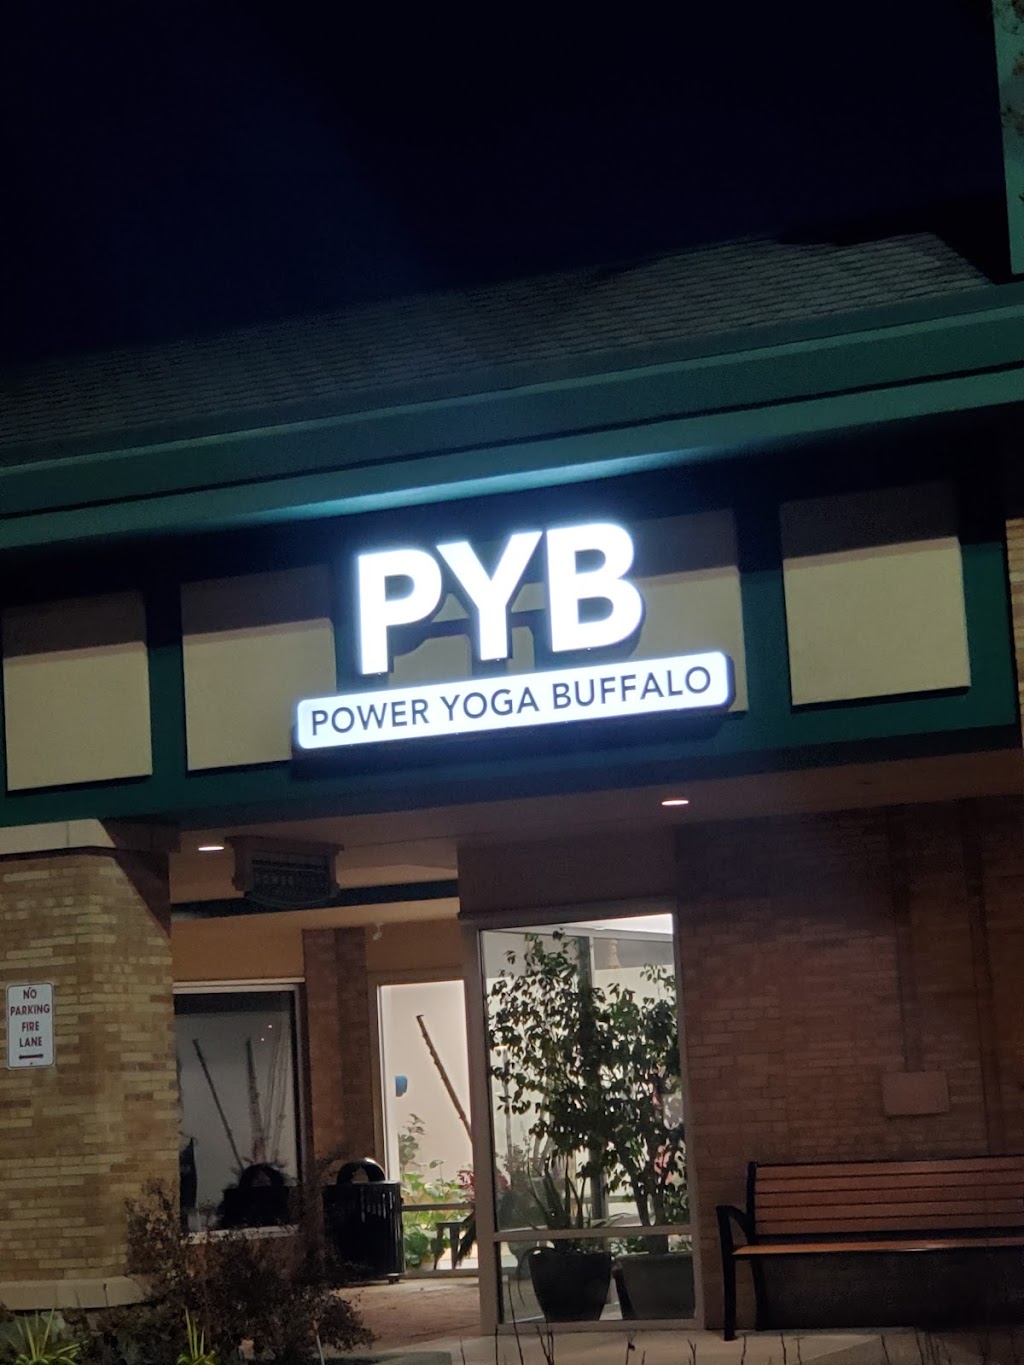 PYB
POWER YOGA BUFFALO
NO
PARKING
FIRE
LANE